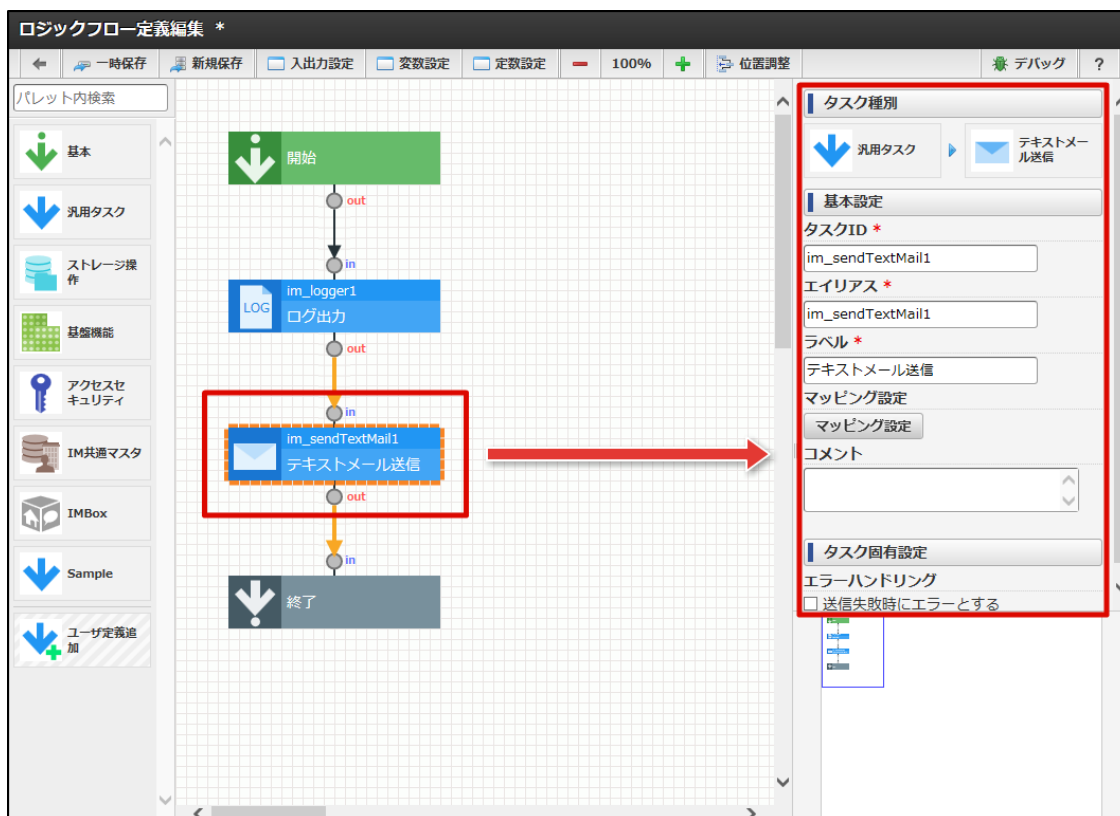 ロジックフロー定義編集 *
一時保存 新規保存 入出力設定 変数設定 定数設定 100% 位置調整 デバッグ ?
パレット内検索
基本
汎用タスク
ストレージ操
作
基盤機能
アクセスセ
キュリティ
IM共通マスタ
IMBox
Sample
ユーザ定義追
加
開始
out
in
im_logger1
LOG
ログ出力
out
in
im_sendTextMail1
テキストメール送信
out
in
終了
タスク種別
汎用タスク
テキストメー
ル送信
基本設定
タスクID *
im_sendTextMail1
エイリアス *
im_sendTextMail1
ラベル *
テキストメール送信
マッピング設定
マッピング設定
コメント
タスク固有設定
エラーハンドリング
送信失敗時にエラーとする